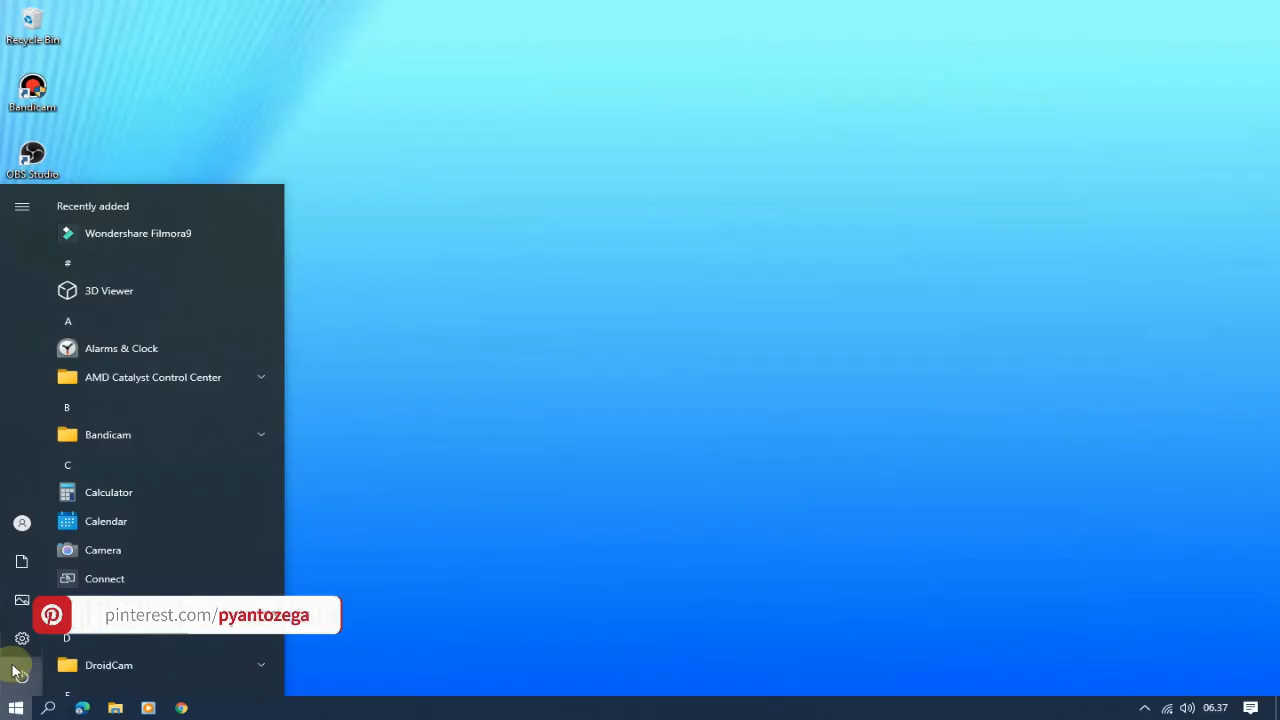 Recycle Bin
Bandicam
OBS Studio
Recently added
Wondershare Filmora9
#
3D Viewer
A
Alarms & Clock
AMD Catalyst Control Center
B
Bandicam
C
Calculator
Calendar
Camera
Connect
pinterest.com/pyantozega
D
DroidCam
06.37